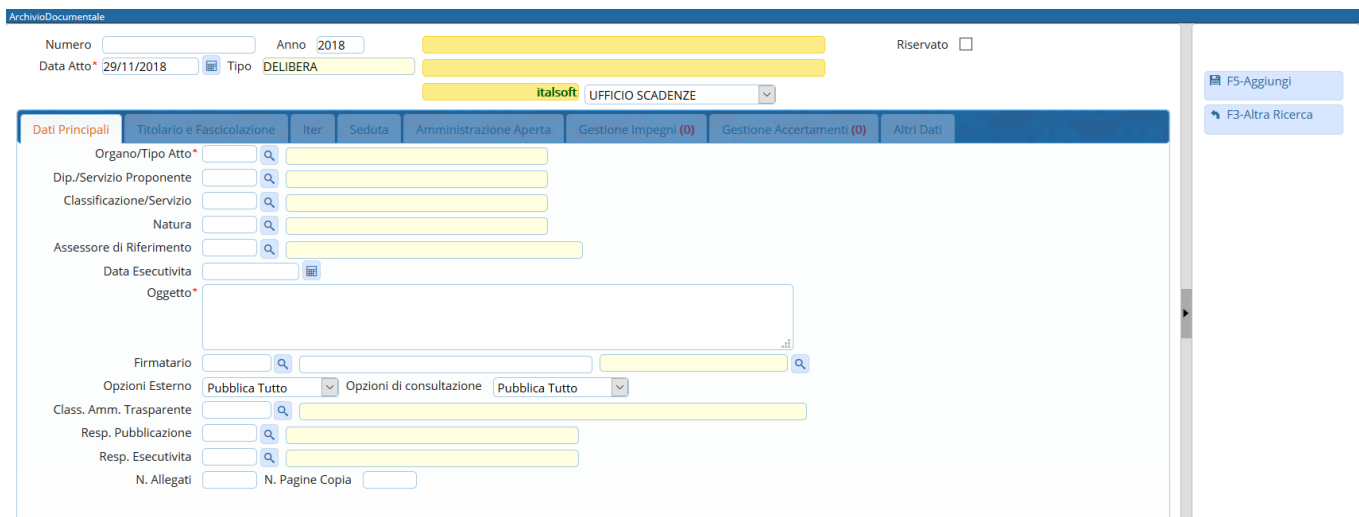 ArchivioDocumentale
Numero Anno 2018 Riservato
Data Atto* 29/11/2018 Tipo DELIBERA
italsoft UFFICIO SCADENZE
F5-Aggiungi
F3-Altra Ricerca
Dati Principali Titolario e Fascicolazione Iter Seduta Amministrazione Aperta Gestione Impegni (0) Gestione Accertamenti (0) Altri Dati
Organo/Tipo Atto*
Dip./Servizio Proponente
Classificazione/Servizio
Natura
Assessore di Riferimento
Data Esecutivita
Oggetto*
Firmatario
Opzioni Esterno Pubblica Tutto Opzioni di consultazione Pubblica Tutto
Class. Amm. Trasparente
Resp. Pubblicazione
Resp. Esecutivita
N. Allegati N. Pagine Copia